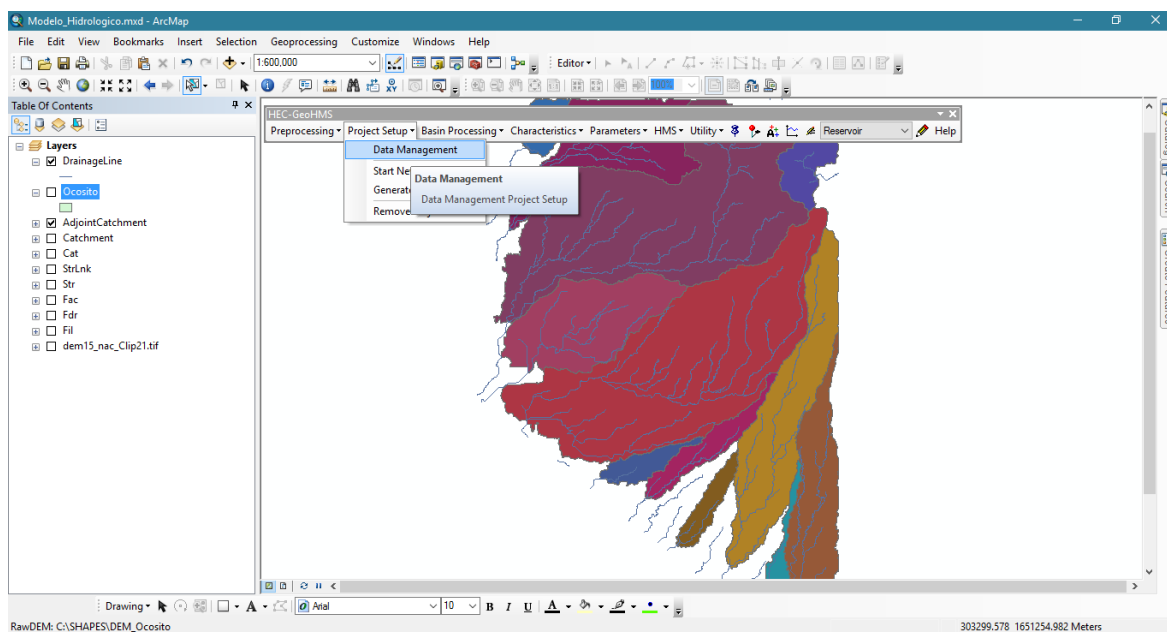 Modelo_Hidrologico.mxd - ArcMap
File Edit View Bookmarks Insert Selection Geoprocessing Customize Windows Help
1:600,000 Editor
100%
Table Of Contents
HEC-GeoHMS
Preprocessing Project Setup Basin Processing Characteristics Parameters HMS Utility Reservoir Help
Data Management
Start Ne
Generat
Remove
Data Management
Data Management Project Setup
Layers
DrainageLine
Ocosito
AdjointCatchment
Catchment
Cat
StrLnk
Str
Fac
Fdr
Fil
dem15_nac_Clip21.tif
Drawing A Arial 10 B I U A
RawDEM: C:\SHAPES\DEM_Ocosito
303299.578 1651254.982 Meters